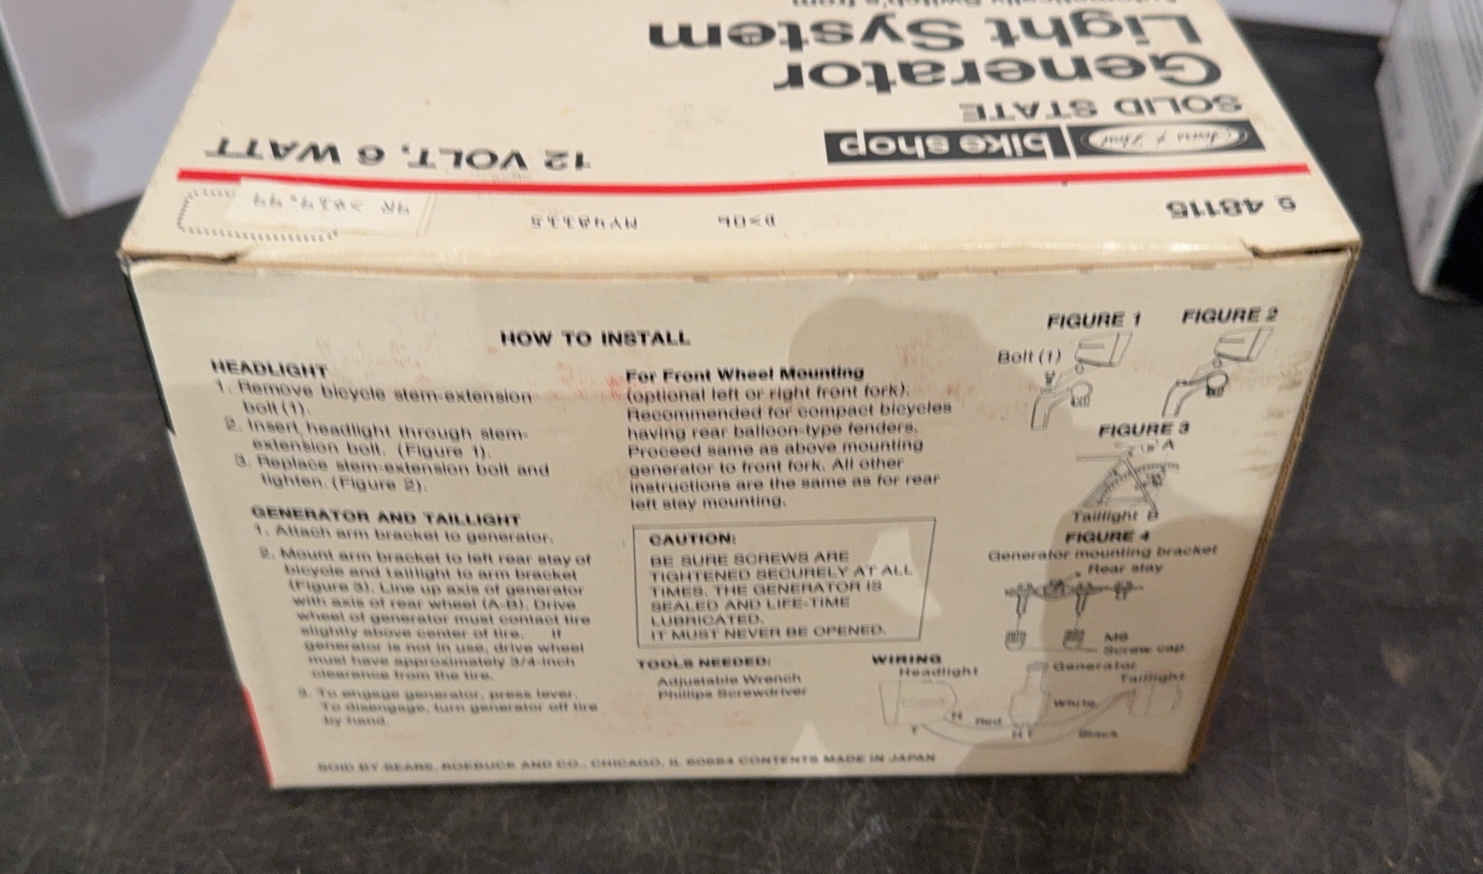 Light System
Generator
SOLID STATE
bike shop
12 VOLT, 6 WATT
48115
HOW TO INSTALL
HEADLIGHT
1. Remove bicycle stem-extension
bolt (1).
2. Insert headlight through stem-
extension bolt. (Figure 1).
3. Replace stem-extension bolt and
tighten. (Figure 2).
GENERATOR AND TAILLIGHT
1. Attach arm bracket to generator.
2. Mount arm bracket to left rear stay of
bicycle and taillight to arm bracket
(Figure 3). Line up axis of generator
with axis of rear wheel (A-B). Drive
wheel of generator must contact tire
slightly above center of tire. If
generator is not in use, drive wheel
must have approximately 3/4-inch
clearance from the tire.
3. To engage generator, press lever.
To disengage, turn generator off tire
by hand.
For Front Wheel Mounting
(optional left or right front fork).
Recommended for compact bicycles
having rear balloon-type fenders.
Proceed same as above mounting
generator to front fork. All other
instructions are the same as for rear
left stay mounting.
CAUTION:
BE SURE SCREWS ARE
TIGHTENED SECURELY AT ALL
TIMES. THE GENERATOR IS
SEALED AND LIFE-TIME
LUBRICATED.
IT MUST NEVER BE OPENED.
TOOLS NEEDED:
Adjustable Wrench
Phillips Screwdriver
FIGURE 1
FIGURE 2
Bolt (1)
FIGURE 3
A
Taillight B
FIGURE 4
Generator mounting bracket
Rear stay
M6
Screw cap
WIRING
Headlight
Generator
Taillight
White
H
Red
T
H T
Black
SOLD BY SEARS, ROEBUCK AND CO., CHICAGO, IL 60684 CONTENTS MADE IN JAPAN